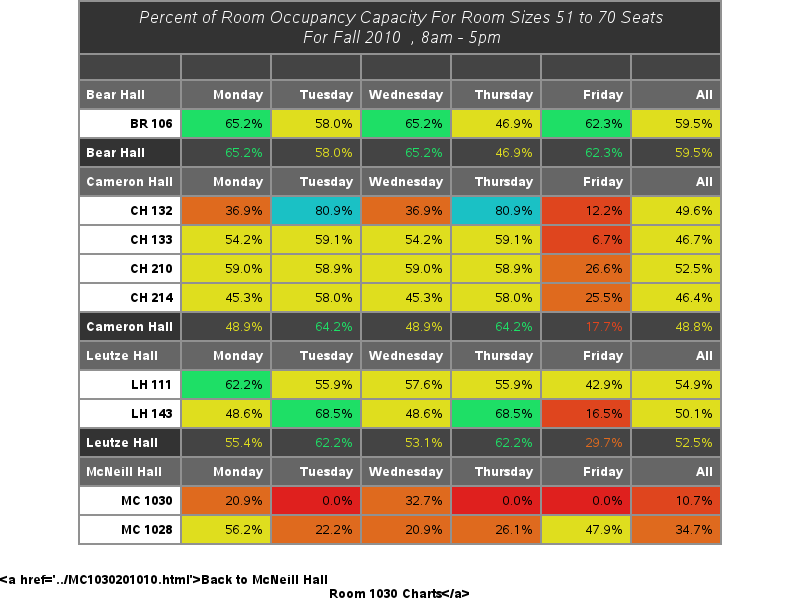 Percent of Room Occupancy Capacity For Room Sizes 51 to 70 Seats
For Fall 2010 , 8am - 5pm
Bear Hall Monday Tuesday Wednesday Thursday Friday All
BR 106 65.2% 58.0% 65.2% 46.9% 62.3% 59.5%
Bear Hall 65.2% 58.0% 65.2% 46.9% 62.3% 59.5%
Cameron Hall Monday Tuesday Wednesday Thursday Friday All
CH 132 36.9% 80.9% 36.9% 80.9% 12.2% 49.6%
CH 133 54.2% 59.1% 54.2% 59.1% 6.7% 46.7%
CH 210 59.0% 58.9% 59.0% 58.9% 26.6% 52.5%
CH 214 45.3% 58.0% 45.3% 58.0% 25.5% 46.4%
Cameron Hall 48.9% 64.2% 48.9% 64.2% 17.7% 48.8%
Leutze Hall Monday Tuesday Wednesday Thursday Friday All
LH 111 62.2% 55.9% 57.6% 55.9% 42.9% 54.9%
LH 143 48.6% 68.5% 48.6% 68.5% 16.5% 50.1%
Leutze Hall 55.4% 62.2% 53.1% 62.2% 29.7% 52.5%
McNeill Hall Monday Tuesday Wednesday Thursday Friday All
MC 1030 20.9% 0.0% 32.7% 0.0% 0.0% 10.7%
MC 1028 56.2% 22.2% 20.9% 26.1% 47.9% 34.7%
<a href='../MC1030201010.html'>Back to McNeill Hall
Room 1030 Charts</a>